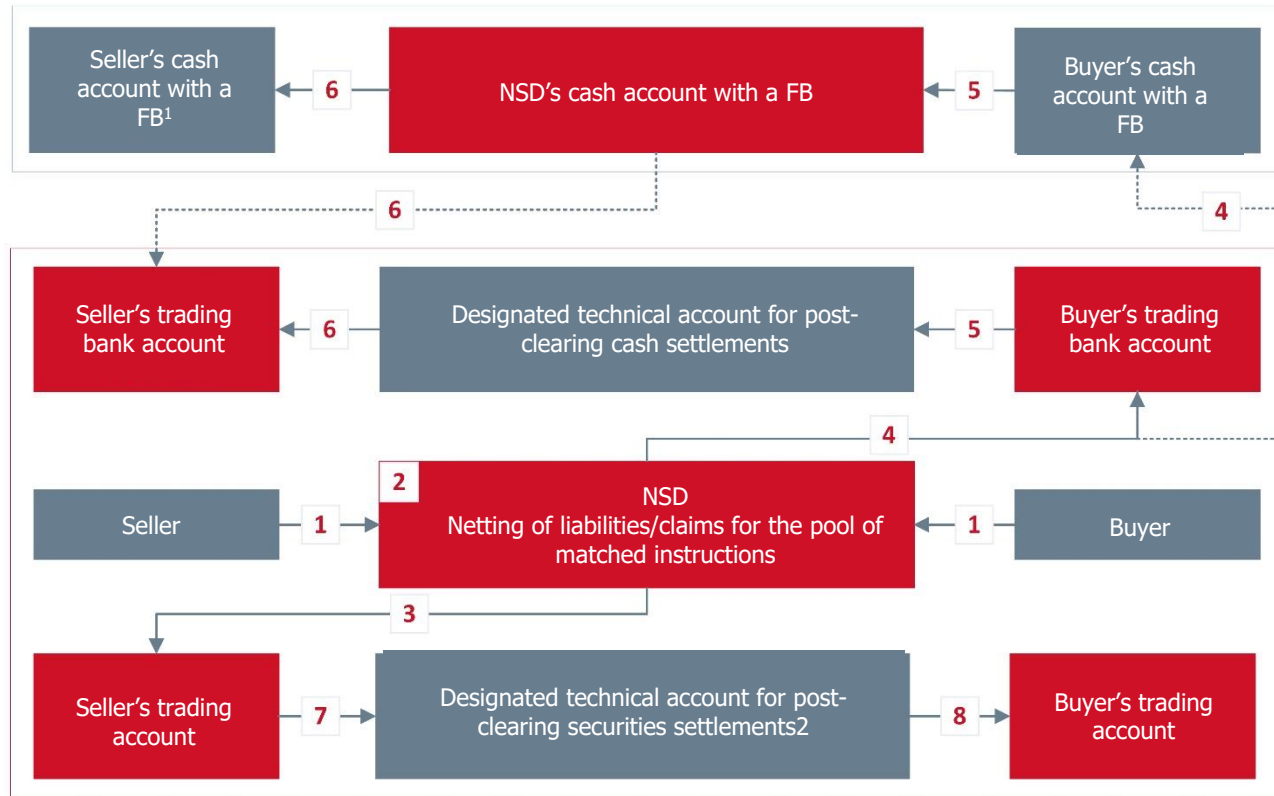 Seller’s cash
account with a
FB1
6
NSD’s cash account with a FB
5
Buyer’s cash
account with a
FB
6
4
Seller’s trading
bank account
6
Designated technical account for post-
clearing cash settlements
5
Buyer’s trading
bank account
4
Seller
1
2
NSD
Netting of liabilities/claims for the pool of
matched instructions
1
Buyer
3
Seller’s trading
account
7
Designated technical account for post-
clearing securities settlements2
8
Buyer’s trading
account